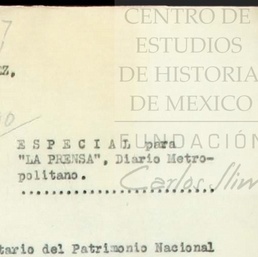 CENTRO DE
ESTUDIOS
DE HISTORIA
DE MEXICO
FUNDACIÓN
Carlos Slim
EZ,
E S P E C I A L para
"LA PRENSA", Diario Metro-
politano.
tario del Patrimonio Nacional